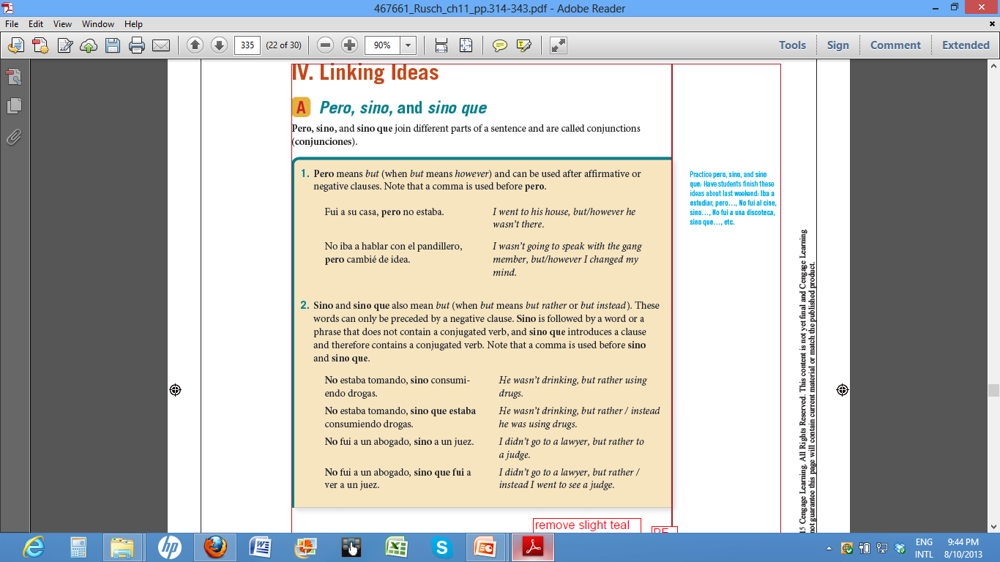 467661_Rusch_ch11_pp.314-343.pdf - Adobe Reader
File Edit View Window Help
335 (22 of 30) 90% Tools Sign Comment Extended
IV. Linking Ideas
A Pero, sino, and sino que
Pero, sino, and sino que join different parts of a sentence and are called conjunctions
(conjunciones).
1. Pero means but (when but means however) and can be used after affirmative or
negative clauses. Note that a comma is used before pero.
Fui a su casa, pero no estaba.
I went to his house, but/however he
wasn't there.
No iba a hablar con el pandillero,
pero cambié de idea.
I wasn't going to speak with the gang
member, but/however I changed my
mind.
2. Sino and sino que also mean but (when but means but rather or but instead). These
words can only be preceded by a negative clause. Sino is followed by a word or a
phrase that does not contain a conjugated verb, and sino que introduces a clause
and therefore contains a conjugated verb. Note that a comma is used before sino
and sino que.
No estaba tomando, sino consumi-
endo drogas.
He wasn't drinking, but rather using
drugs.
No estaba tomando, sino que estaba
consumiendo drogas.
He wasn't drinking, but rather / instead
he was using drugs.
No fui a un abogado, sino a un juez.
I didn't go to a lawyer, but rather to
a judge.
No fui a un abogado, sino que fui a
ver a un juez.
I didn't go to a lawyer, but rather /
instead I went to see a judge.
Practice pero, sino, and sino
que: Have students finish these
ideas about last weekend: Iba a
estudiar, pero…, No fui al cine,
sino…, No fui a una discoteca,
sino que…, etc.
15 Cengage Learning. All Rights Reserved. This content is not yet final and Cengage Learning
not guarantee this page will contain current material or match the published product.
remove slight teal
hp
ENG 9:44 PM
INTL 8/10/2013